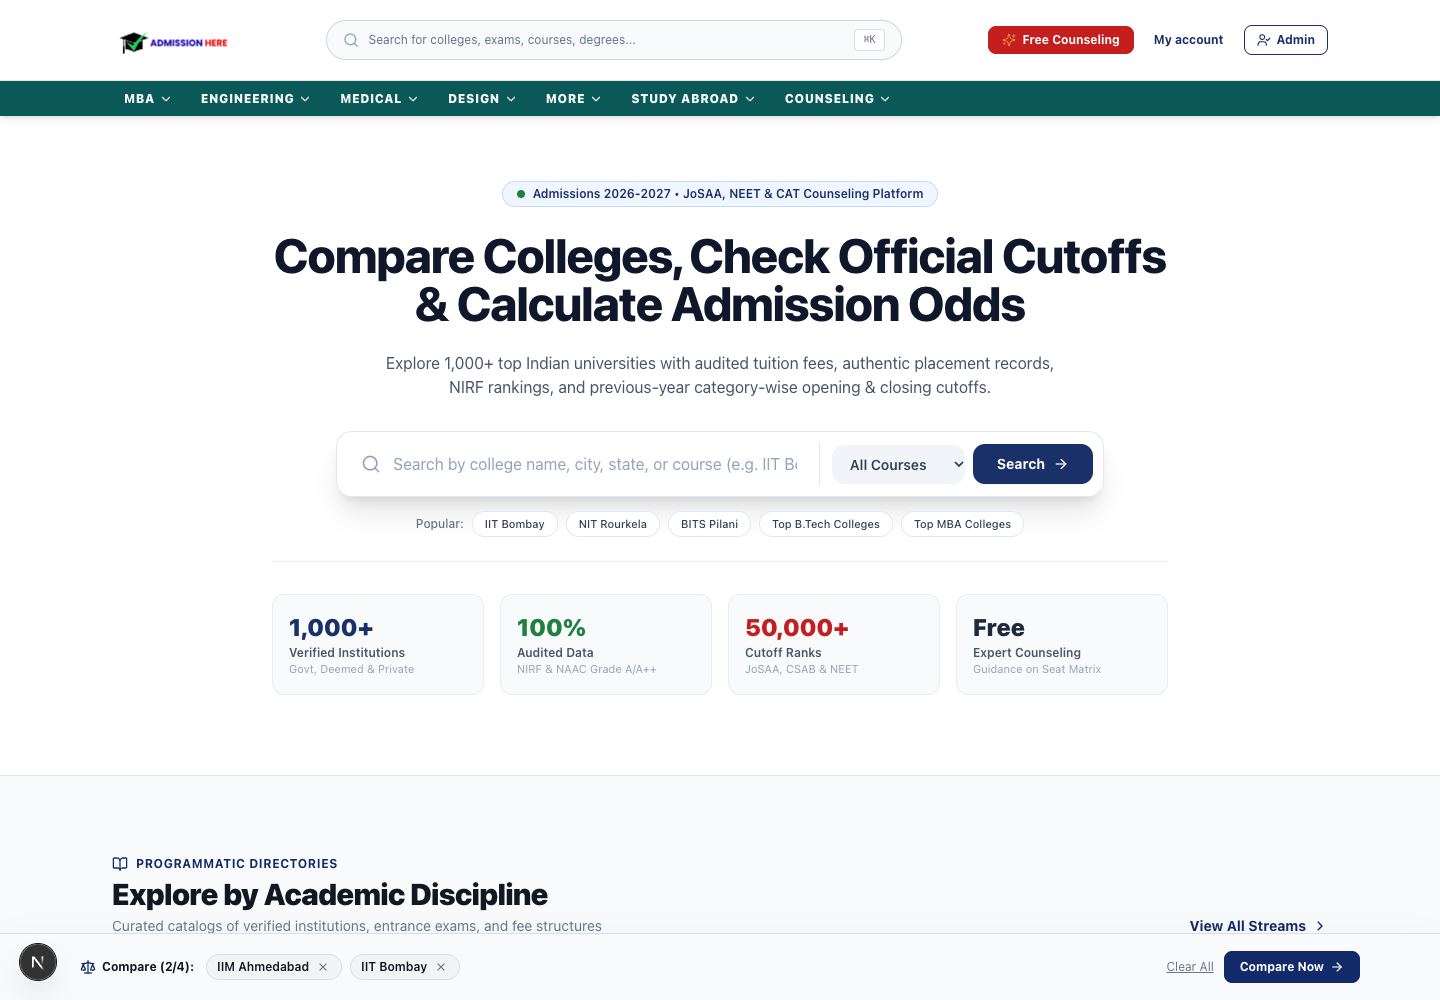 ADMISSION HERE
Search for colleges, exams, courses, degrees...
⌘K
Free Counseling
My account
Admin
MBA
ENGINEERING
MEDICAL
DESIGN
MORE
STUDY ABROAD
COUNSELING
Admissions 2026-2027 • JoSAA, NEET & CAT Counseling Platform
Compare Colleges, Check Official Cutoffs
& Calculate Admission Odds
Explore 1,000+ top Indian universities with audited tuition fees, authentic placement records,
NIRF rankings, and previous-year category-wise opening & closing cutoffs.
Search by college name, city, state, or course (e.g. IIT Bo
All Courses
Search
Popular:
IIT Bombay
NIT Rourkela
BITS Pilani
Top B.Tech Colleges
Top MBA Colleges
1,000+
Verified Institutions
Govt, Deemed & Private
100%
Audited Data
NIRF & NAAC Grade A/A++
50,000+
Cutoff Ranks
JoSAA, CSAB & NEET
Free
Expert Counseling
Guidance on Seat Matrix
PROGRAMMATIC DIRECTORIES
Explore by Academic Discipline
Curated catalogs of verified institutions, entrance exams, and fee structures
View All Streams
N
Compare (2/4):
IIM Ahmedabad
IIT Bombay
Clear All
Compare Now